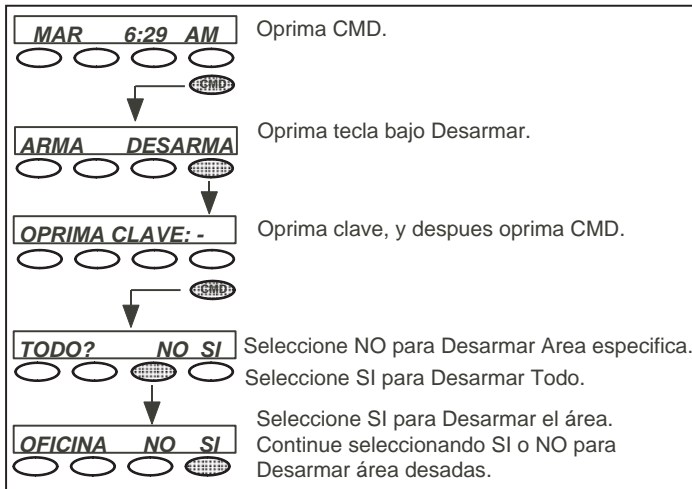 MAR 6:29 AM
Oprima CMD.
CMD
ARMA DESARMA
Oprima tecla bajo Desarmar.
OPRIMA CLAVE: -
Oprima clave, y despues oprima CMD.
CMD
TODO? NO SI
Seleccione NO para Desarmar Area especifica.
Seleccione SI para Desarmar Todo.
OFICINA NO SI
Seleccione SI para Desarmar el área.
Continue seleccionando SI o NO para
Desarmar área desadas.